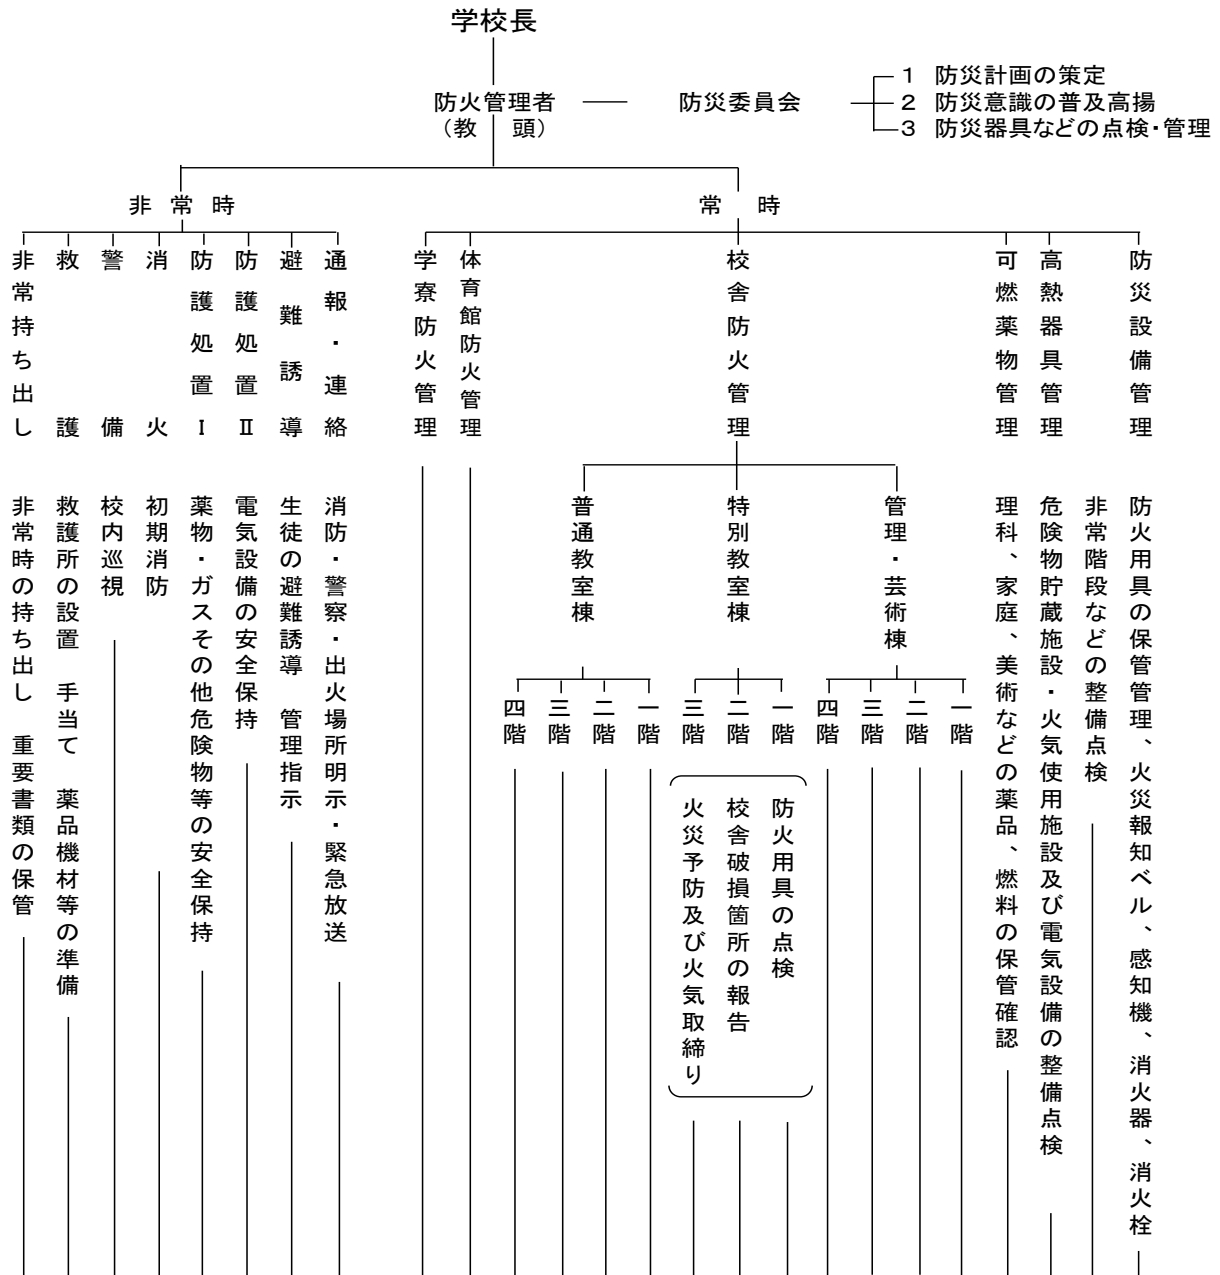 学校長
防火管理者 防災委員会
（教　頭）
1 防災計画の策定
2 防災意識の普及高揚
3 防災器具などの点検・管理
非常時
常時
防災設備管理
高熱器具管理
可燃薬物管理
校舎防火管理
体育館防火管理
学寮防火管理
通報・連絡
避難誘導
防護処置Ⅱ
防護処置Ⅰ
消火
警備
救護
非常持ち出し
防火用具の保管管理、火災報知ベル、感知機、消火器、消火栓
非常階段などの整備点検
危険物貯蔵施設・火気使用施設及び電気設備の整備点検
理科、家庭、美術などの薬品、燃料の保管確認
管理・芸術棟
特別教室棟
普通教室棟
一階
二階
三階
四階
一階
二階
三階
一階
二階
三階
四階
防火用具の点検
校舎破損箇所の報告
火災予防及び火気取締り
消防・警察・出火場所明示・緊急放送
生徒の避難誘導 管理指示
電気設備の安全保持
薬物・ガスその他危険物等の安全保持
初期消防
校内巡視
救護所の設置 手当て 薬品機材等の準備
非常時の持ち出し 重要書類の保管